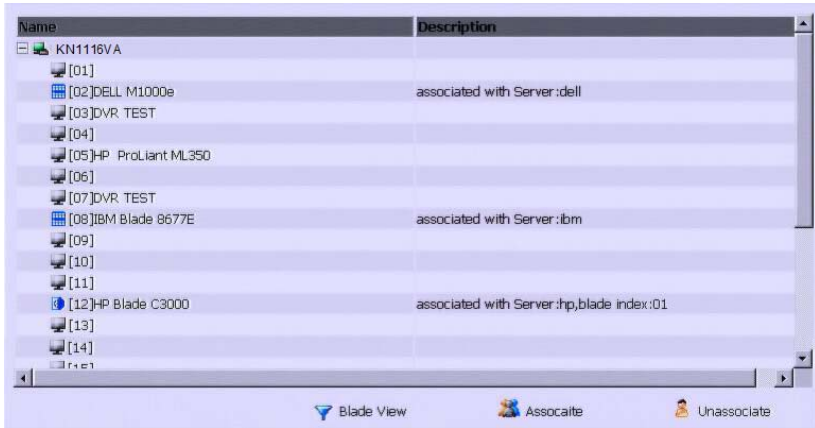 Name Description
KN1116VA
[01]
[02]DELL M1000e associated with Server:dell
[03]DVR TEST
[04]
[05]HP ProLiant ML350
[06]
[07]DVR TEST
[08]IBM Blade 8677E associated with Server:ibm
[09]
[10]
[11]
[12]HP Blade C3000 associated with Server:hp,blade index:01
[13]
[14]
Blade View Assocaite Unassociate